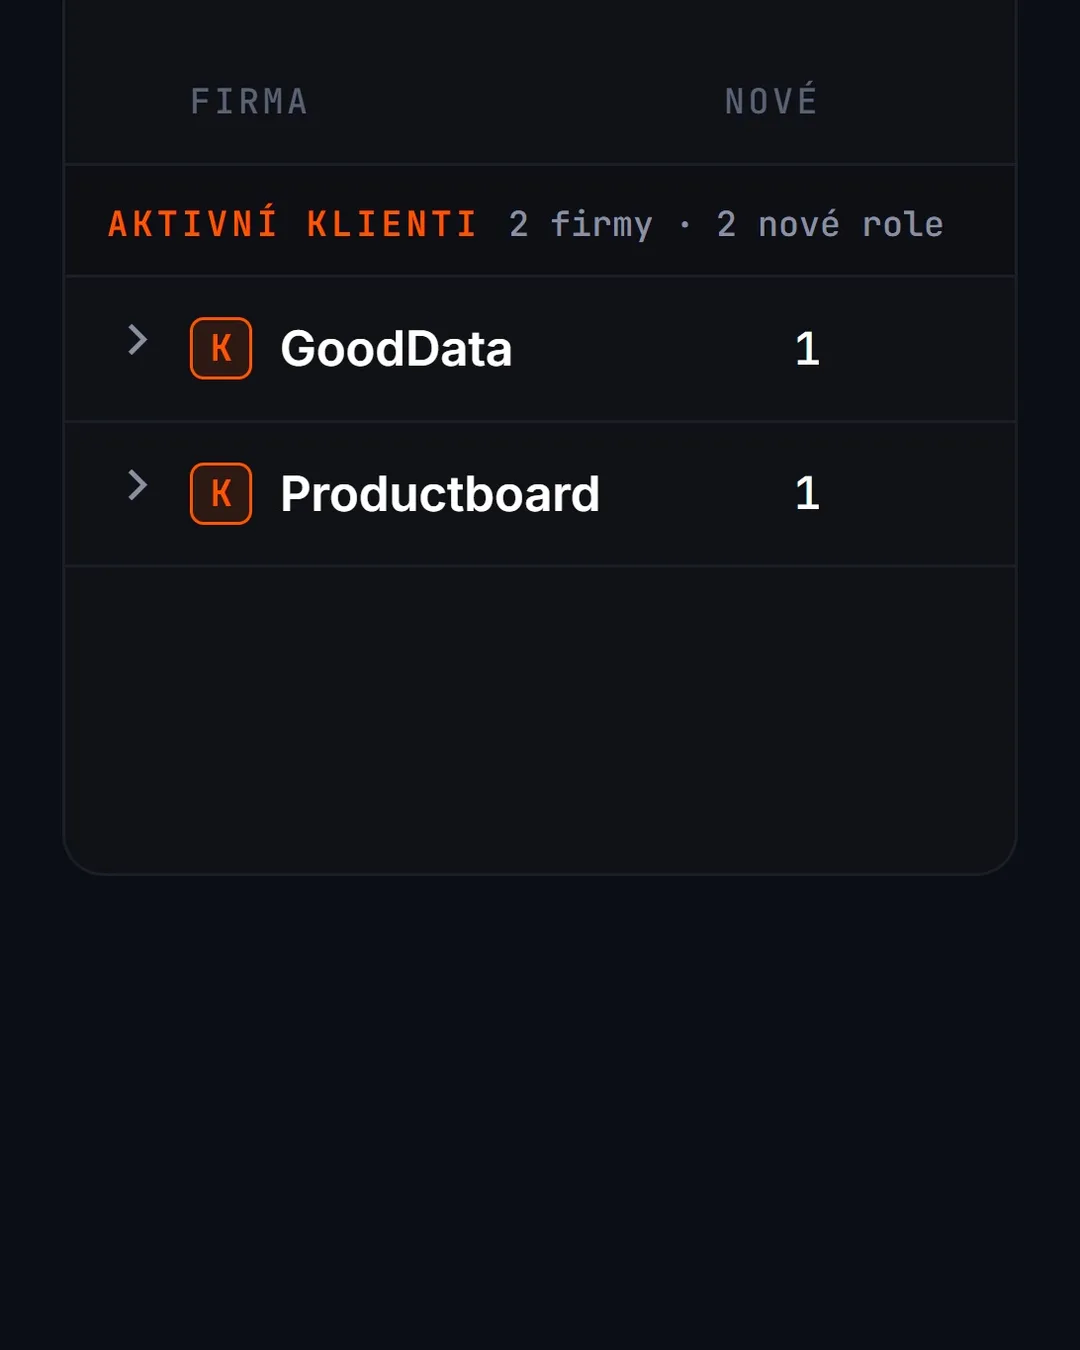 FIRMA NOVÉ
AKTIVNÍ KLIENTI 2 firmy · 2 nové role
K GoodData 1
K Productboard 1